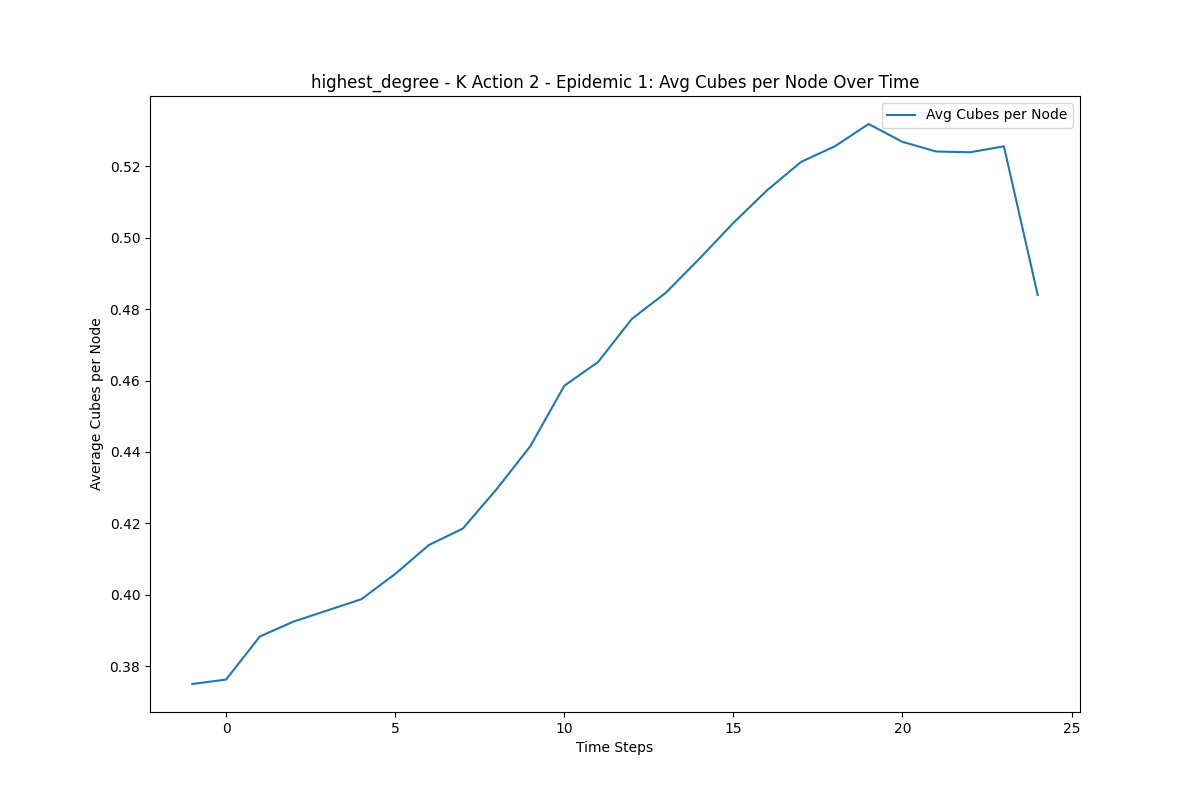 highest_degree - K Action 2 - Epidemic 1: Avg Cubes per Node Over Time
Avg Cubes per Node
Average Cubes per Node
0.52
0.50
0.48
0.46
0.44
0.42
0.40
0.38
0 5 10 15 20 25
Time Steps